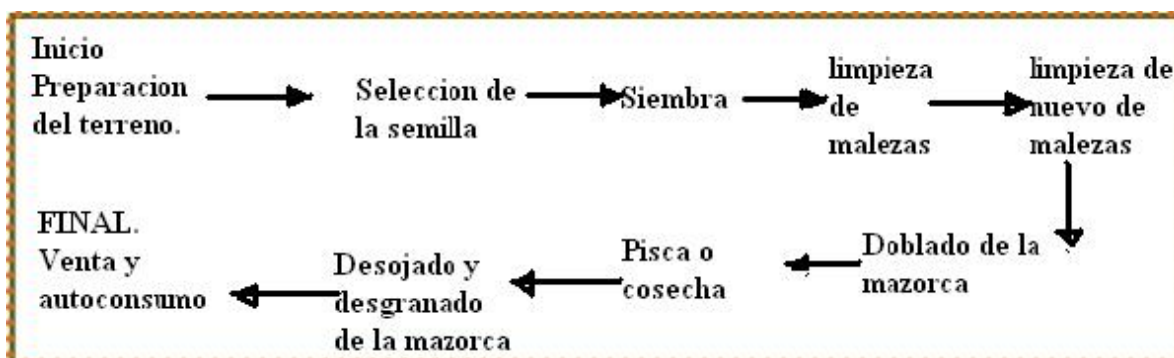 Inicio
Preparacion
del terreno.
Seleccion de
la semilla
Siembra
limpieza
de
malezas
limpieza de
nuevo de
malezas
Doblado de la
mazorca
Pisca o
cosecha
Desojado y
desgranado
de la mazorca
FINAL.
Venta y
autoconsumo